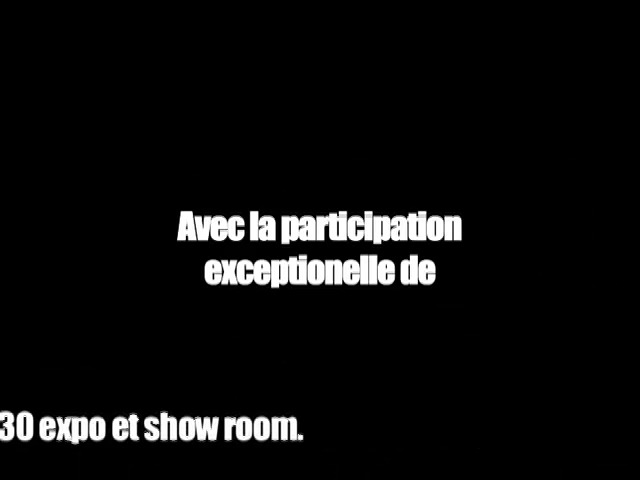 Avec la participation
exceptionelle de
30 expo et show room.